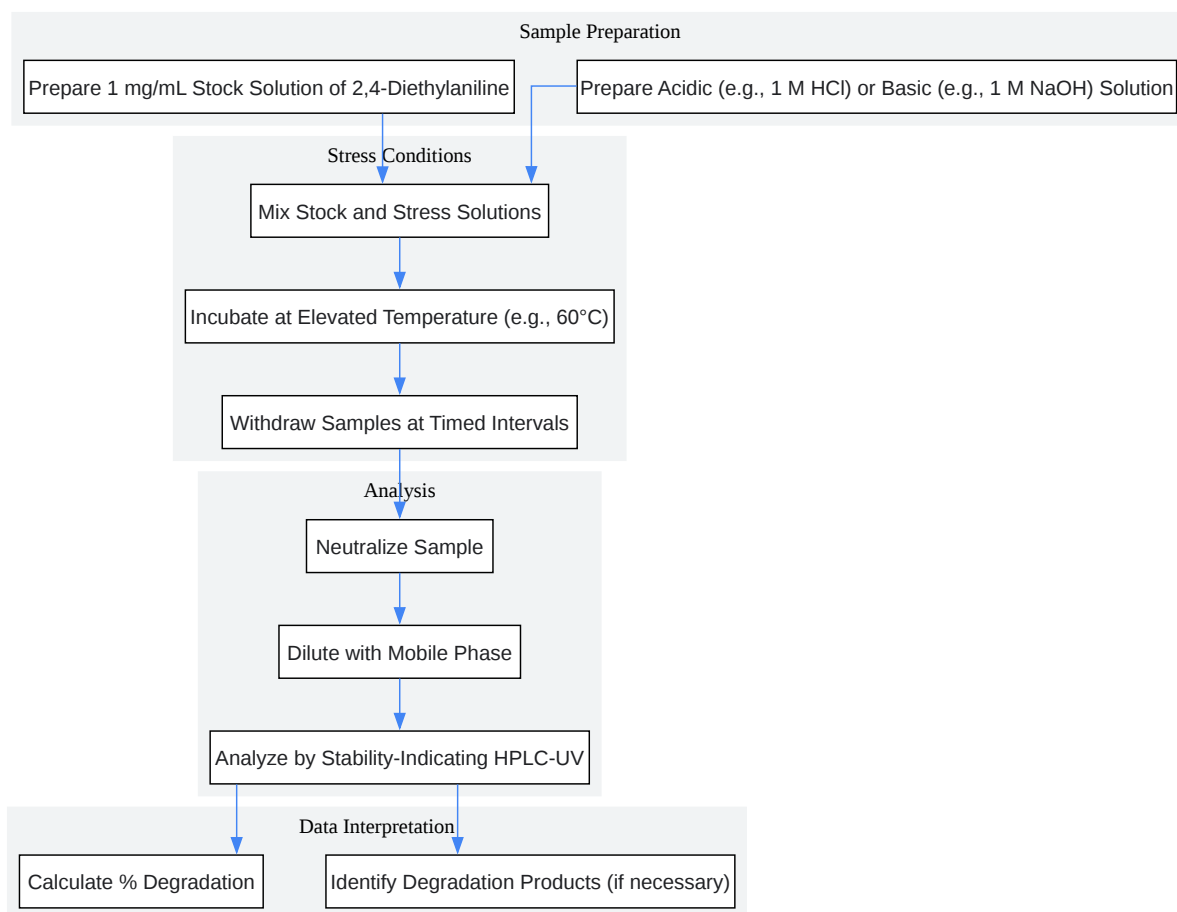 Sample Preparation
Prepare 1 mg/mL Stock Solution of 2,4-Diethylaniline
Prepare Acidic (e.g., 1 M HCl) or Basic (e.g., 1 M NaOH) Solution
Stress Conditions
Mix Stock and Stress Solutions
Incubate at Elevated Temperature (e.g., 60°C)
Withdraw Samples at Timed Intervals
Analysis
Neutralize Sample
Dilute with Mobile Phase
Analyze by Stability-Indicating HPLC-UV
Data Interpretation
Calculate % Degradation
Identify Degradation Products (if necessary)